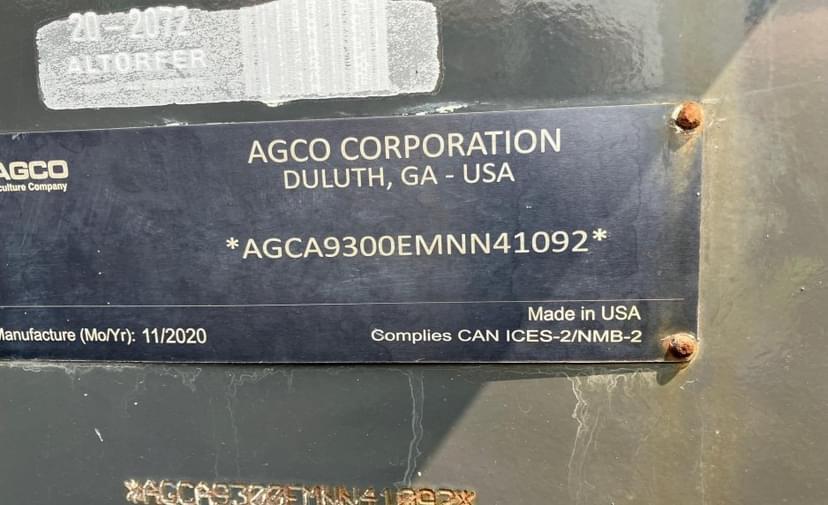 20-2072
ALTORFER
AGCO
culture Company
AGCO CORPORATION
DULUTH, GA - USA
*AGCA9300EMNN41092*
Manufacture (Mo/Yr): 11/2020
Made in USA
Complies CAN ICES-2/NMB-2
*AGCA9300EMNN41092*